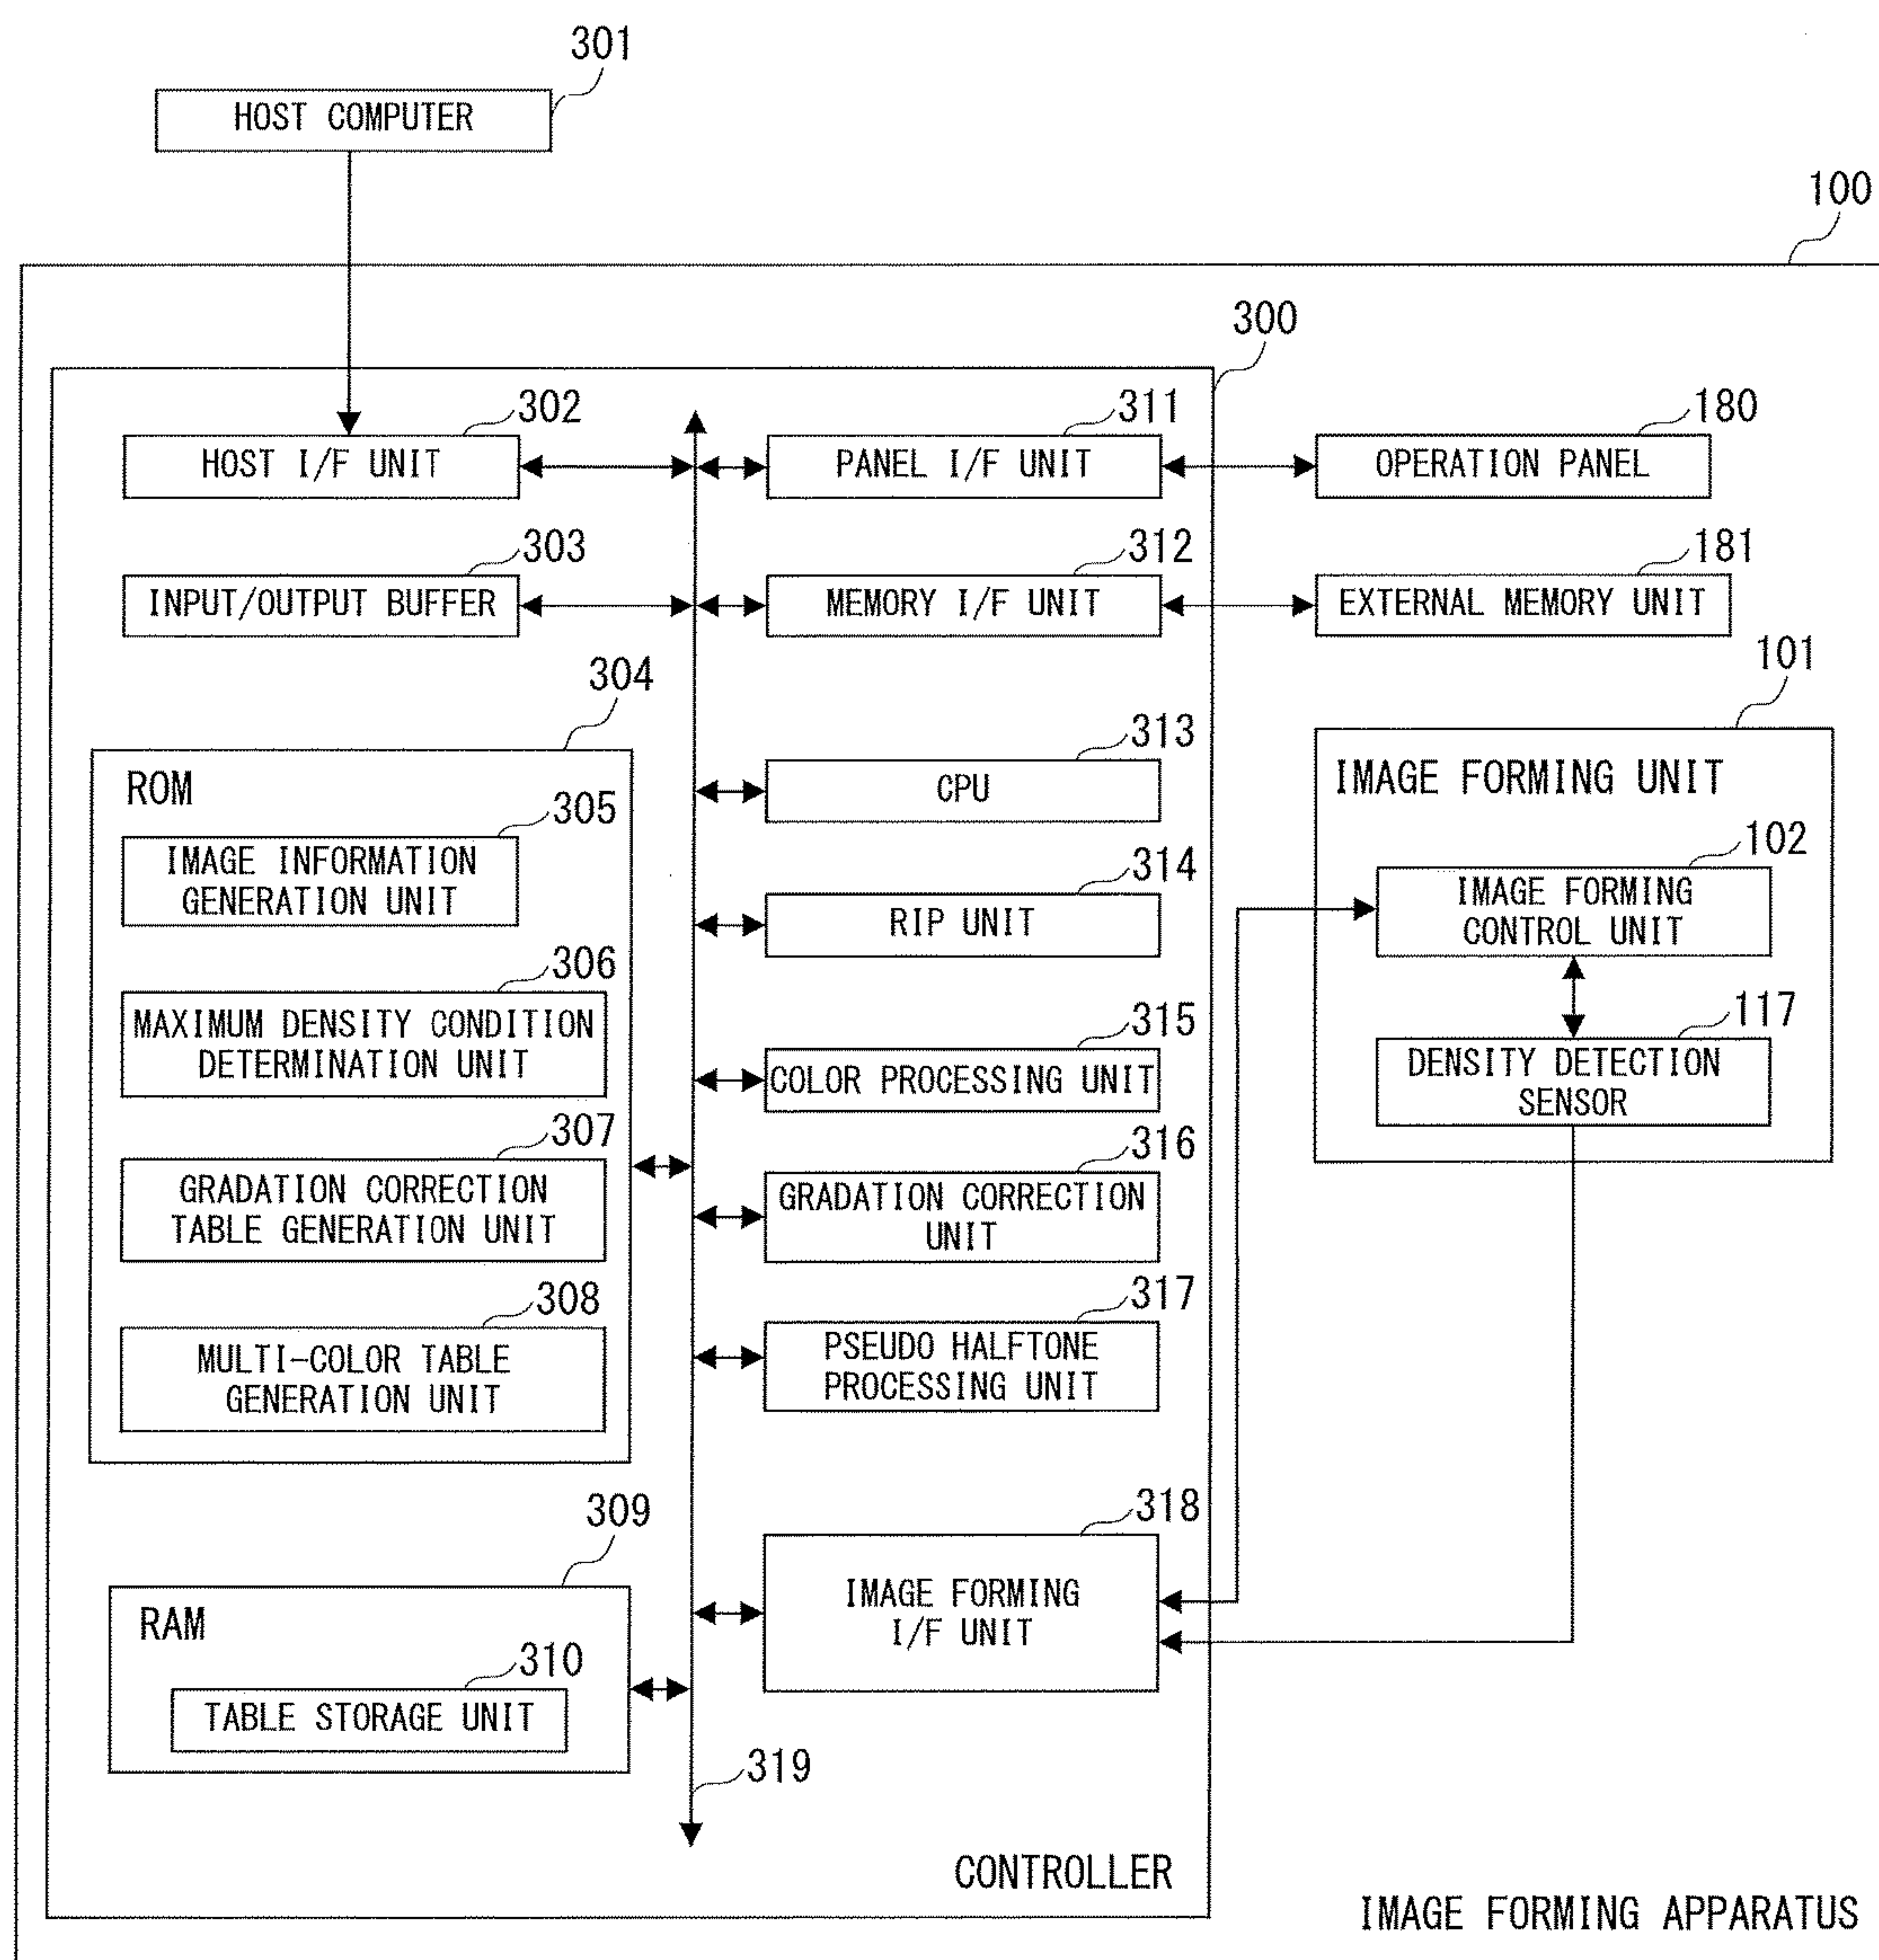 301
HOST COMPUTER
100
300
302
HOST I/F UNIT
311
PANEL I/F UNIT
180
OPERATION PANEL
303
INPUT/OUTPUT BUFFER
312
MEMORY I/F UNIT
181
EXTERNAL MEMORY UNIT
304
ROM
305
IMAGE INFORMATION
GENERATION UNIT
306
MAXIMUM DENSITY CONDITION
DETERMINATION UNIT
307
GRADATION CORRECTION
TABLE GENERATION UNIT
308
MULTI-COLOR TABLE
GENERATION UNIT
309
RAM
310
TABLE STORAGE UNIT
313
CPU
314
RIP UNIT
315
COLOR PROCESSING UNIT
316
GRADATION CORRECTION
UNIT
317
PSEUDO HALFTONE
PROCESSING UNIT
318
IMAGE FORMING
I/F UNIT
319
CONTROLLER
101
IMAGE FORMING UNIT
102
IMAGE FORMING
CONTROL UNIT
117
DENSITY DETECTION
SENSOR
IMAGE FORMING APPARATUS